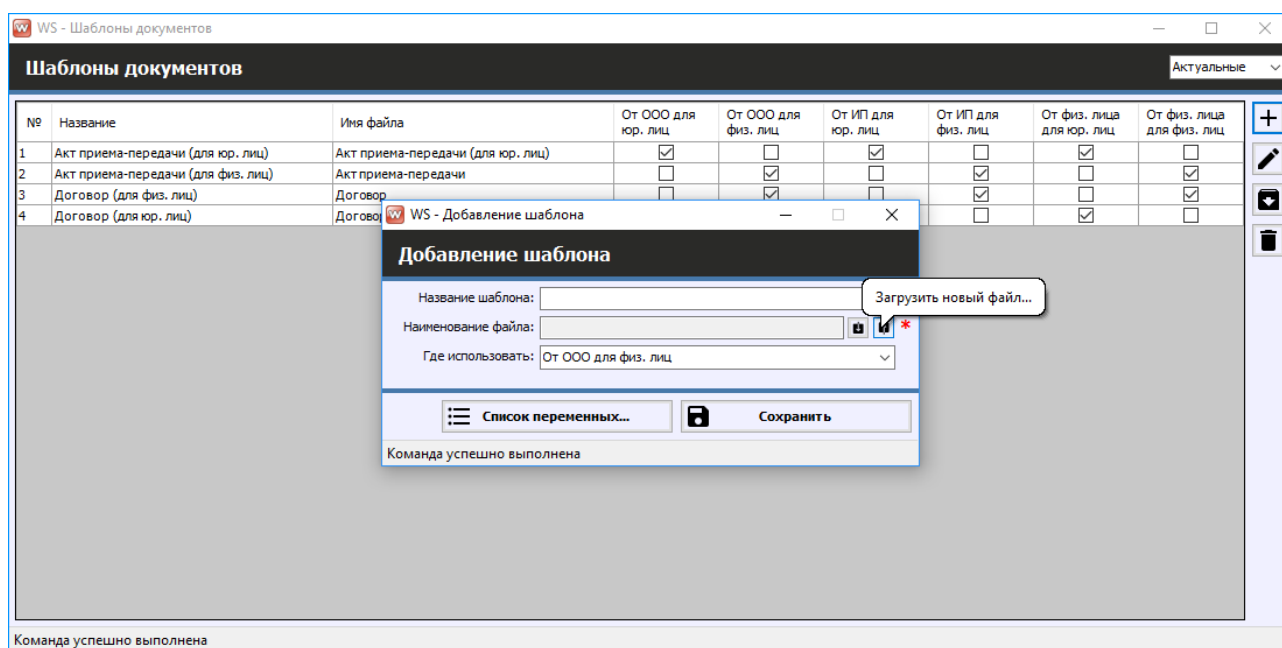 WS - Шаблоны документов
Шаблоны документов
Актуальные
№ Название Имя файла От ООО для юр. лиц От ООО для физ. лиц От ИП для юр. лиц От ИП для физ. лиц От физ. лица для юр. лиц От физ. лица для физ. лиц
1 Акт приема-передачи (для юр. лиц) Акт приема-передачи (для юр. лиц)
2 Акт приема-передачи (для физ. лиц) Акт приема-передачи
3 Договор (для физ. лиц) Договор
4 Договор (для юр. лиц)
WS - Добавление шаблона
Добавление шаблона
Название шаблона:
Загрузить новый файл...
Наименование файла: *
Где использовать: От ООО для физ. лиц
Список переменных... Сохранить
Команда успешно выполнена
Команда успешно выполнена